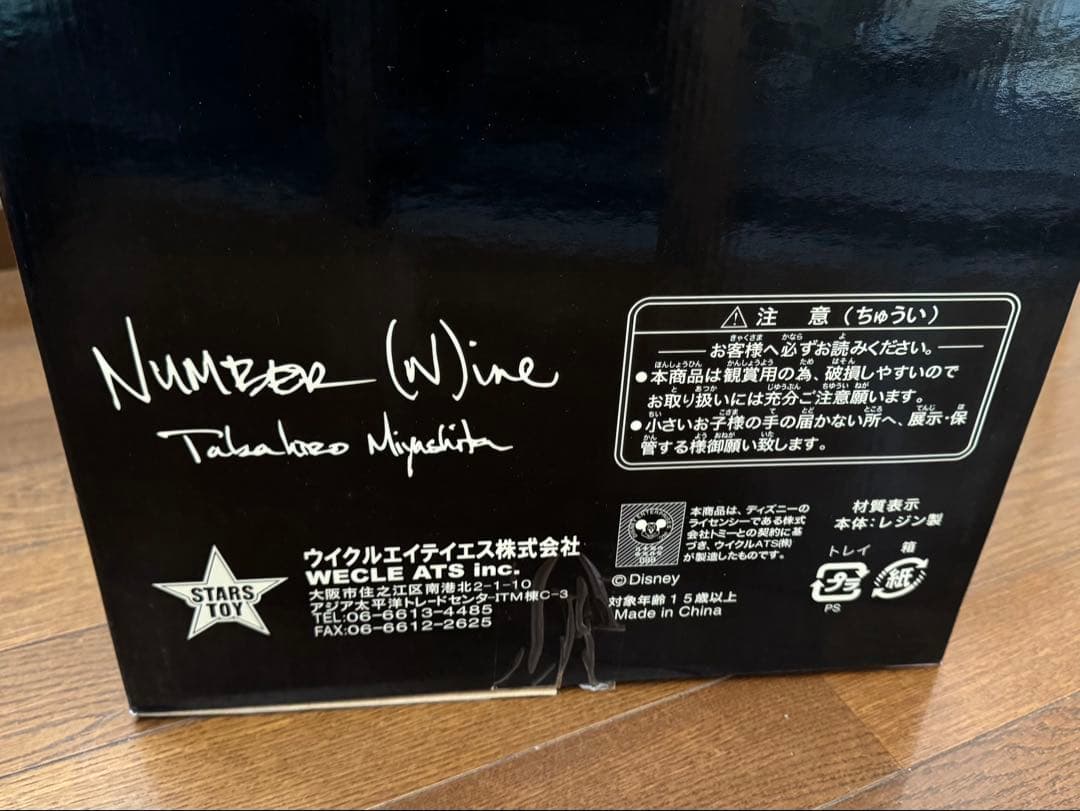 NUMBER (N)ine
Takahiro Miyashita
⚠注 意(ちゅうい)
お客様へ必ずお読みください。
●本商品は観賞用の為、破損しやすいので
お取り扱いには充分ご注意願います。
●小さいお子様の手の届かない所へ、展示・保
管する様御願い致します。
STARS
TOY
ウイクルエイテイエス株式会社
WECLE ATS inc.
大阪市住之江区南港北2-1-10
アジア太平洋トレードセンターITM棟C-3
TEL:06-6613-4485
FAX:06-6612-2625
本商品は、ディズニーの
ライセンシーである株式
会社トミーとの契約に基
づき、ウイクルATS(株)
が製造したものです。
©Disney
対象年齢15歳以上
Made in China
材質表示
本体:レジン製
トレイ
プラ
PS
箱
紙